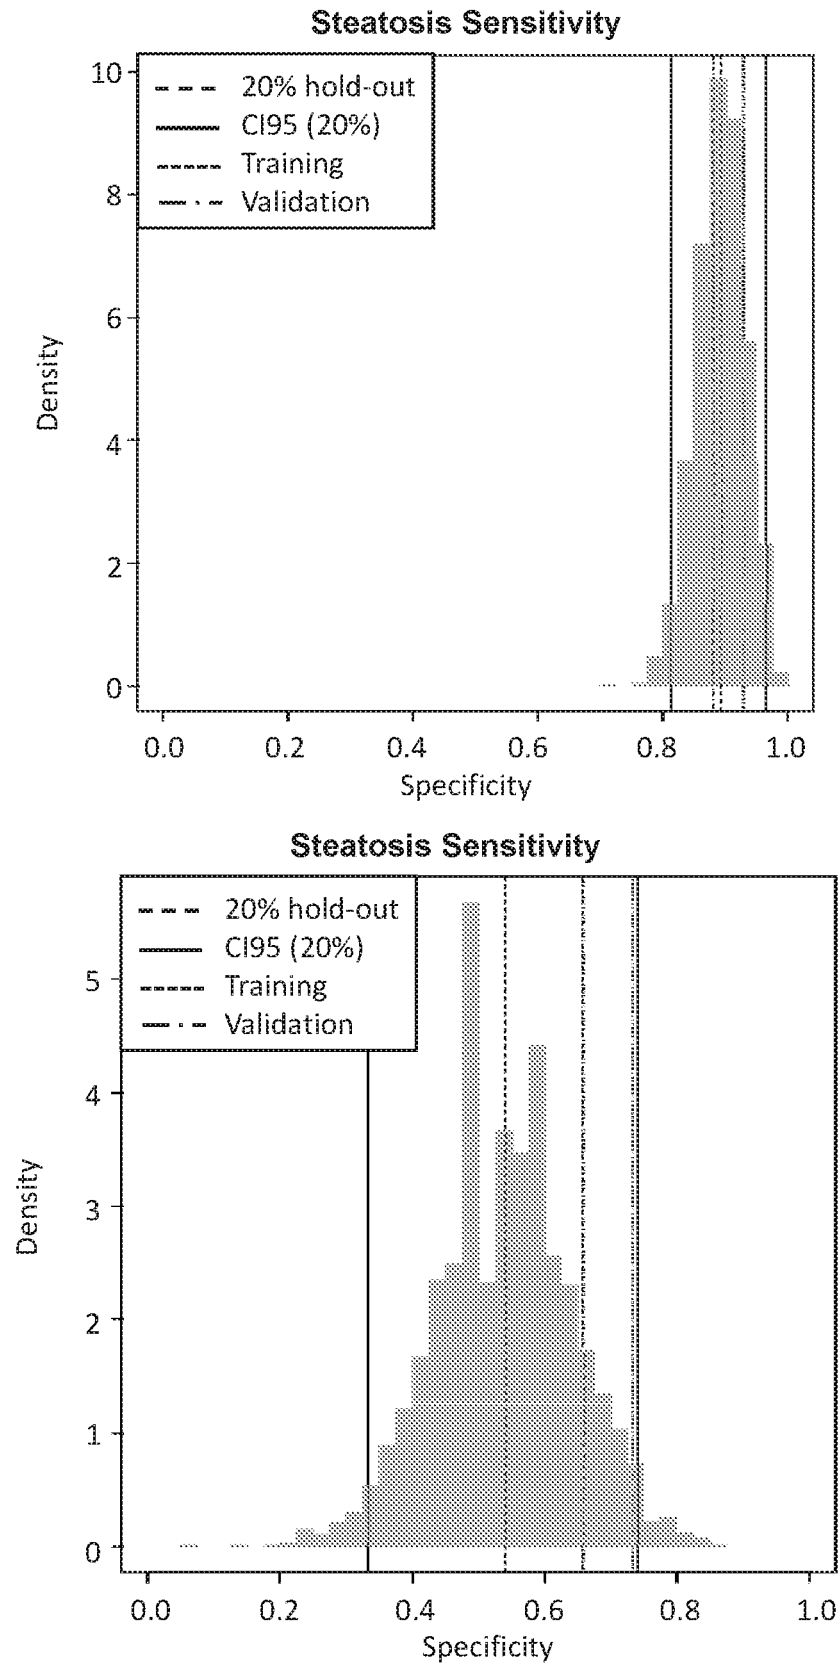 Steatosis Sensitivity
20% hold-out
CI95 (20%)
Training
Validation
10
8
6
4
2
0
Density
0.0 0.2 0.4 0.6 0.8 1.0
Specificity
Steatosis Sensitivity
20% hold-out
CI95 (20%)
Training
Validation
5
4
3
2
1
0
Density
0.0 0.2 0.4 0.6 0.8 1.0
Specificity